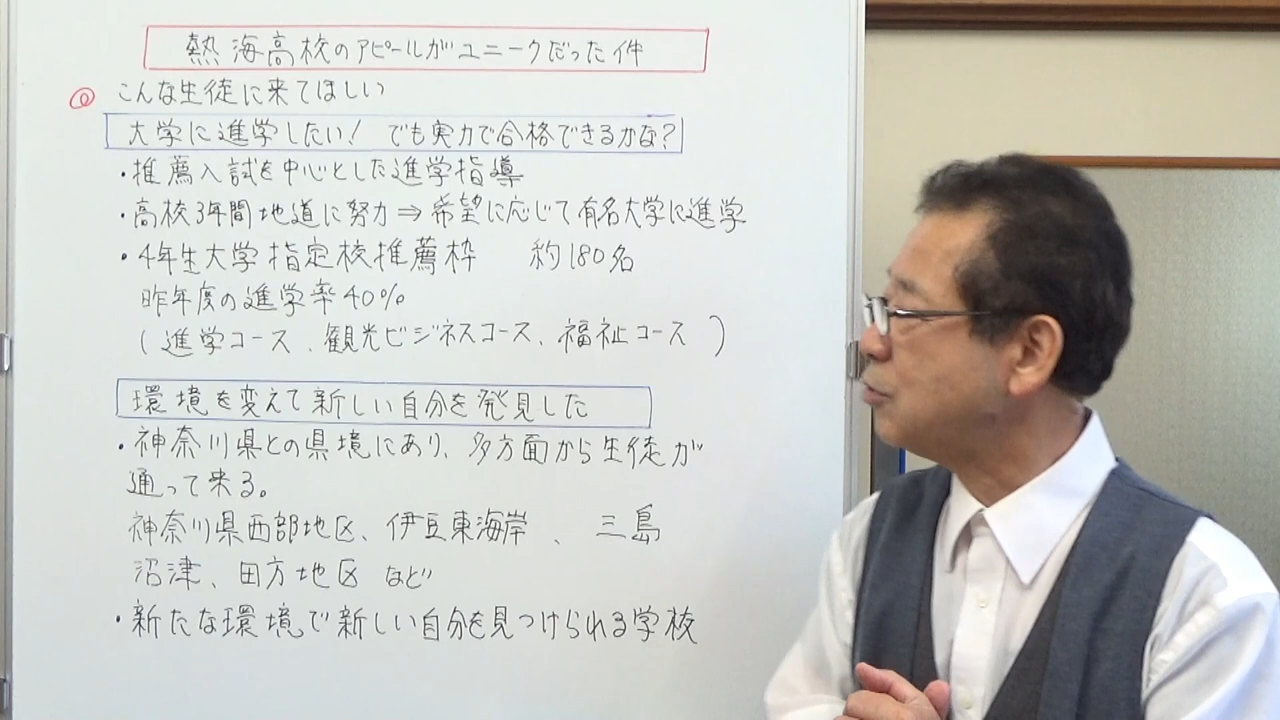 熱海高校のアピールがユニークだった件
◎ こんな生徒に来てほしい
大学に進学したい! でも実力で合格できるかな?
・推薦入試を中心とした進学指導
・高校3年間地道に努力⇒希望に応じて有名大学に進学
・4年生大学指定校推薦枠 約180名
昨年度の進学率40%
(進学コース、観光ビジネスコース、福祉コース)
環境を変えて新しい自分を発見した
・神奈川県との県境にあり、多方面から生徒が
通って来る。
神奈川県西部地区、伊豆東海岸、三島
沼津、田方地区 など
・新たな環境で新しい自分を見つけられる学校